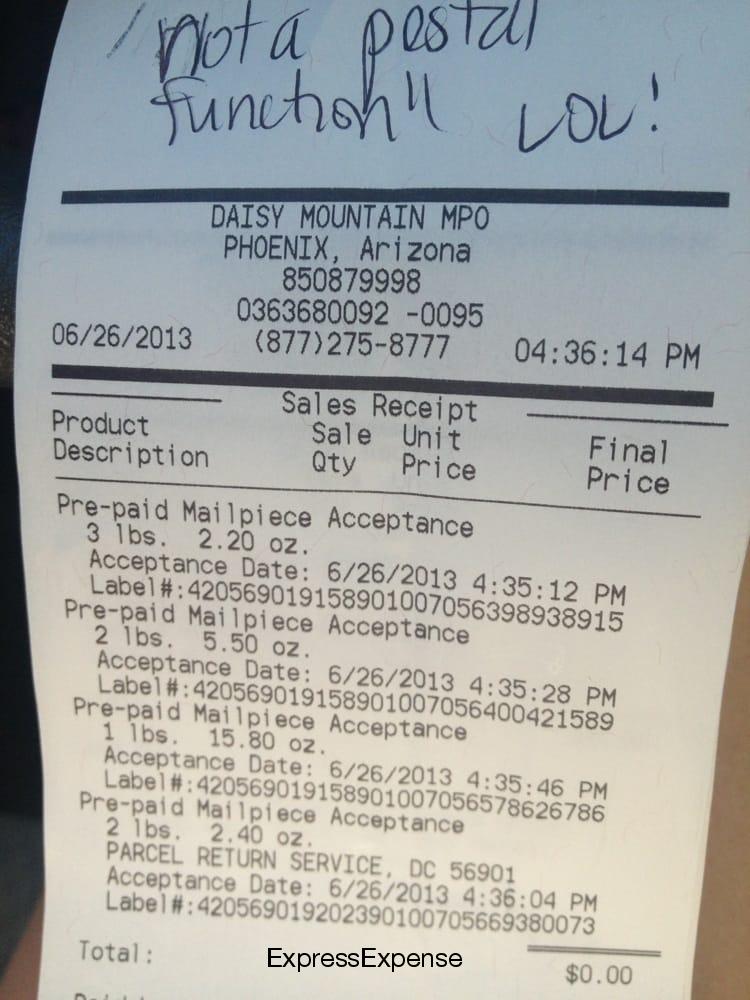 not a postal
function" LOL!
DAISY MOUNTAIN MPO
PHOENIX, Arizona
850879998
0363680092 -0095
06/26/2013 (877)275-8777 04:36:14 PM
Sales Receipt
Product Sale Unit Final
Description Qty Price Price
Pre-paid Mailpiece Acceptance
3 lbs. 2.20 oz.
Acceptance Date: 6/26/2013 4:35:12 PM
Label#:420569019158901007056398938915
Pre-paid Mailpiece Acceptance
2 lbs. 5.50 oz.
Acceptance Date: 6/26/2013 4:35:28 PM
Label#:420569019158901007056400421589
Pre-paid Mailpiece Acceptance
1 lbs. 15.80 oz.
Acceptance Date: 6/26/2013 4:35:46 PM
Label#:420569019158901007056578626786
Pre-paid Mailpiece Acceptance
2 lbs. 2.40 oz.
PARCEL RETURN SERVICE, DC 56901
Acceptance Date: 6/26/2013 4:36:04 PM
Label#:420569019202390100705669380073
Total: $0.00
ExpressExpense